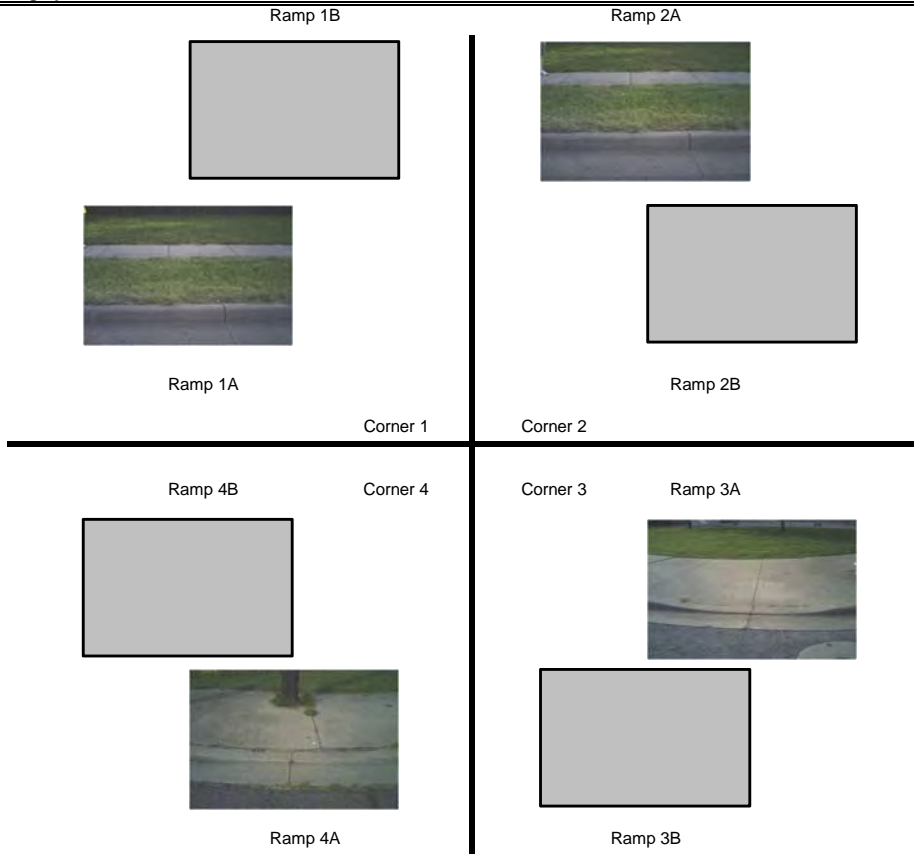 Ramp 1B
Ramp 2A
Ramp 1A
Ramp 2B
Corner 1
Corner 2
Ramp 4B
Corner 4
Corner 3
Ramp 3A
Ramp 4A
Ramp 3B